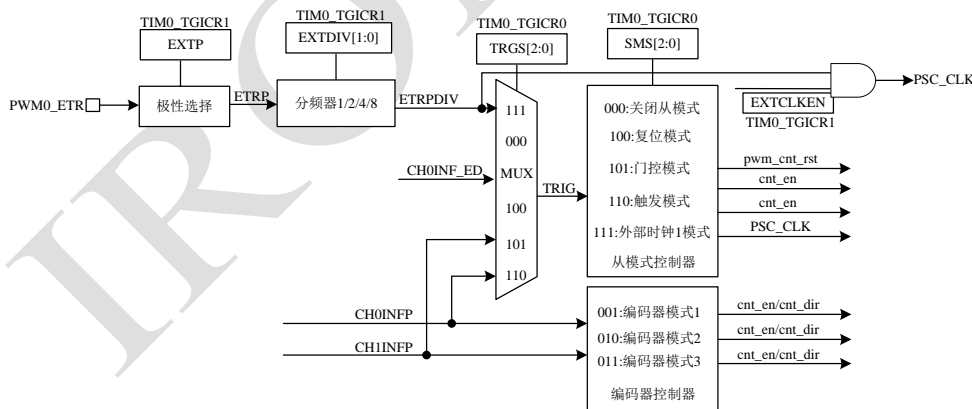 TIM0_TGICR1
EXTP
TIM0_TGICR1
EXTDIV[1:0]
TIM0_TGICR0
TRGS[2:0]
TIM0_TGICR0
SMS[2:0]
PWM0_ETR
极性选择
ETRP
分频器1/2/4/8
ETRPDIV
PSC_CLK
EXTCLKEN
TIM0_TGICR1
111
000
MUX
100
101
110
CH0INF_ED
TRIG
000:关闭从模式
100:复位模式
101:门控模式
110:触发模式
111:外部时钟1模式
从模式控制器
pwm_cnt_rst
cnt_en
cnt_en
PSC_CLK
CH0INFP
CH1INFP
001:编码器模式1
010:编码器模式2
011:编码器模式3
编码器控制器
cnt_en/cnt_dir
cnt_en/cnt_dir
cnt_en/cnt_dir